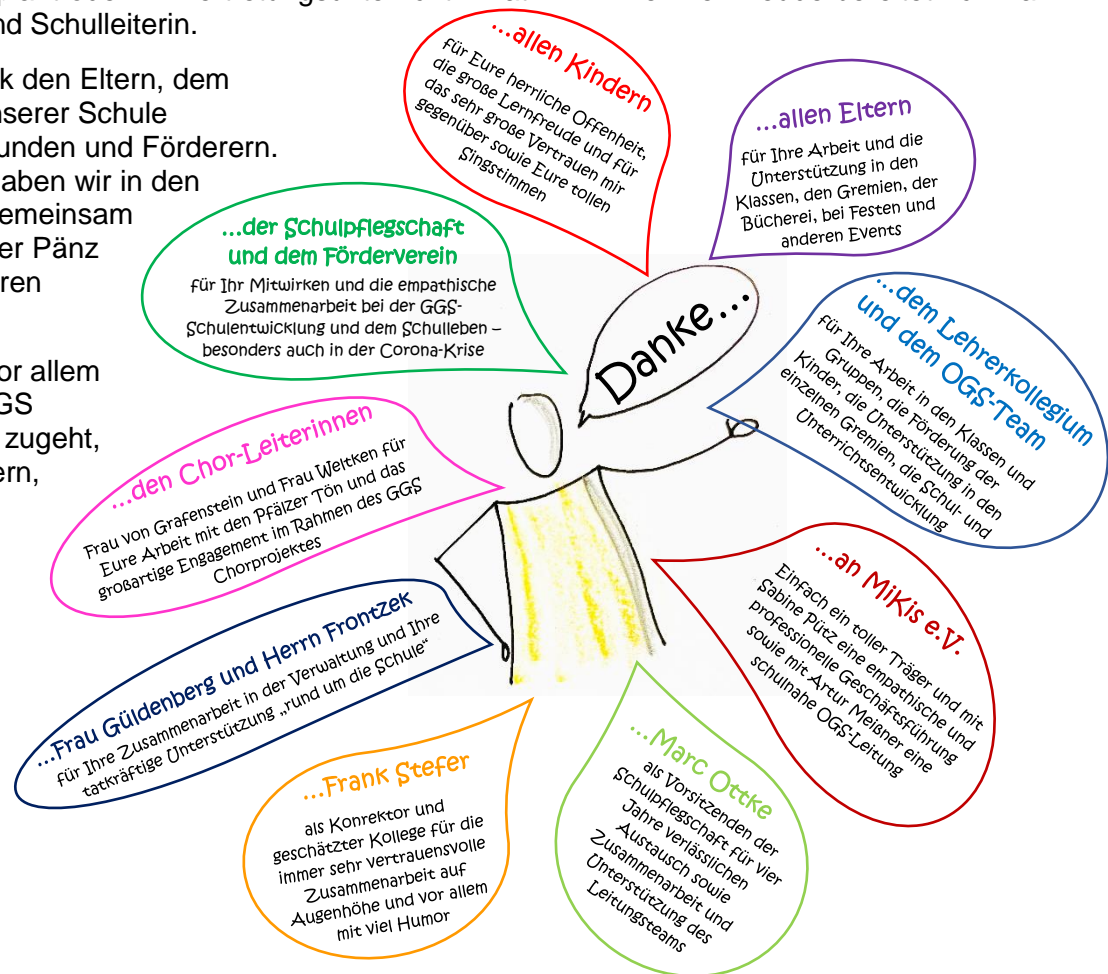 nd Schulleiterin.
k den Eltern, dem
nserer Schule
unden und Förderern.
aben wir in den
emeinsam
er Pänz
ren
or allem
GS
zugeht,
ern,
...allen Kindern
für Eure herrliche Offenheit,
die große Lernfreude und für
das sehr große Vertrauen mir
gegenüber sowie Eure tollen
Singstimmen
...allen Eltern
für Ihre Arbeit und die
Unterstützung in den
Klassen, den Gremien, der
Bücherei, bei Festen und
anderen Events
...der Schulpflegschaft
und dem Förderverein
für Ihr Mitwirken und die empathische
Zusammenarbeit bei der GGS-
Schulentwicklung und dem Schulleben –
besonders auch in der Corona-Krise
Danke...
...dem Lehrerkollegium
und dem OGS-Team
für Ihre Arbeit in den Klassen und
Gruppen, die Förderung der
Kinder, die Unterstützung in den
einzelnen Gremien, die Schul- und
Unterrichtsentwicklung
...den Chor-Leiterinnen
Frau von Grafenstein und Frau Weltken für
Eure Arbeit mit den Pfälzer Tön und das
großartige Engagement im Rahmen des GGS
Chorprojektes
...an MiKis e.V.
Einfach ein toller Träger und mit
Sabine Pütz eine empathische und
professionelle Geschäftsführung
sowie mit Artur Meißner eine
schulnahe OGS-Leitung
...Frau Güldenberg und Herrn Frontzek
für Ihre Zusammenarbeit in der Verwaltung und Ihre
tatkräftige Unterstützung „rund um die Schule“
...Frank Stefer
als Konrektor und
geschätzter Kollege für die
immer sehr vertrauensvolle
Zusammenarbeit auf
Augenhöhe und vor allem
mit viel Humor
...Marc Ottke
als Vorsitzenden der
Schulpflegschaft für vier
Jahre verlässlichen
Austausch sowie
Zusammenarbeit und
Unterstützung des
Leitungsteams